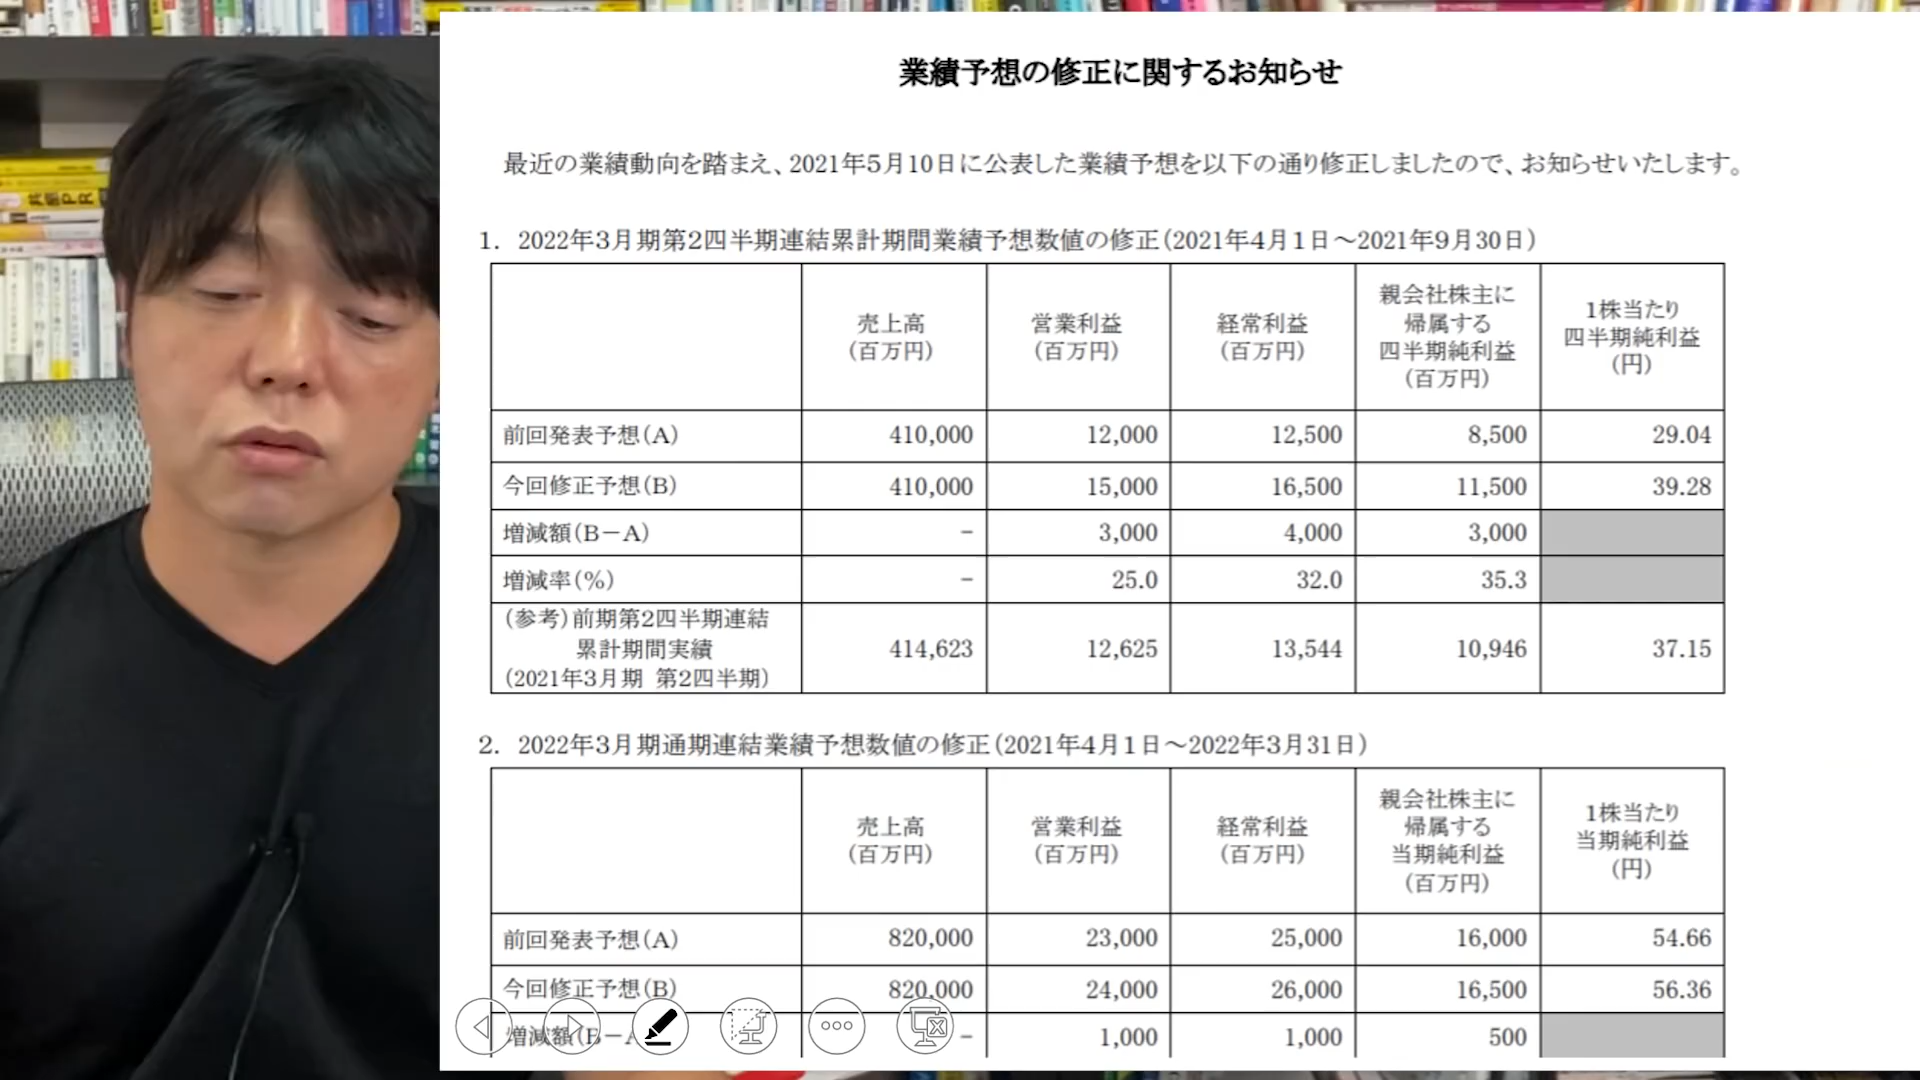 業績予想の修正に関するお知らせ
最近の業績動向を踏まえ、2021年5月10日に公表した業績予想を以下の通り修正しましたので、お知らせいたします。
1. 2022年3月期第2四半期連結累計期間業績予想数値の修正(2021年4月1日～2021年9月30日)
売上高
(百万円)
営業利益
(百万円)
経常利益
(百万円)
親会社株主に
帰属する
四半期純利益
(百万円)
1株当たり
四半期純利益
(円)
前回発表予想(A) 410,000 12,000 12,500 8,500 29.04
今回修正予想(B) 410,000 15,000 16,500 11,500 39.28
増減額(B－A) － 3,000 4,000 3,000
増減率(%) － 25.0 32.0 35.3
(参考)前期第2四半期連結
累計期間実績
(2021年3月期 第2四半期)
414,623 12,625 13,544 10,946 37.15
2. 2022年3月期通期連結業績予想数値の修正(2021年4月1日～2022年3月31日)
売上高
(百万円)
営業利益
(百万円)
経常利益
(百万円)
親会社株主に
帰属する
当期純利益
(百万円)
1株当たり
当期純利益
(円)
前回発表予想(A) 820,000 23,000 25,000 16,000 54.66
今回修正予想(B) 820,000 24,000 26,000 16,500 56.36
増減額(B－A － 1,000 1,000 500